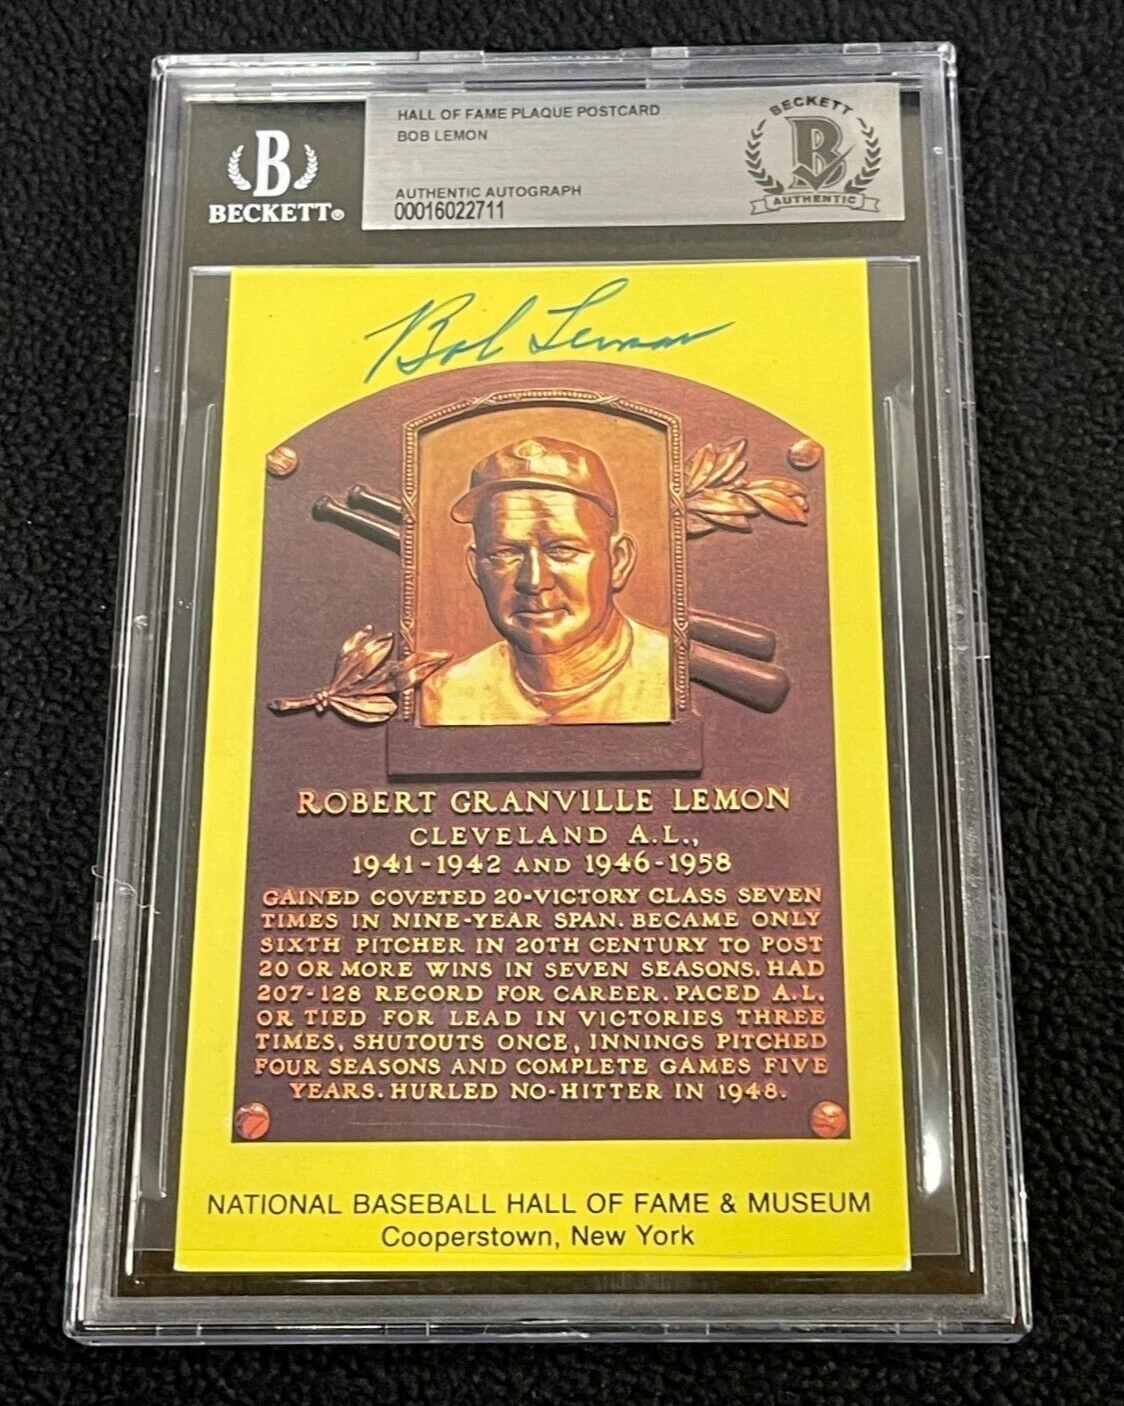 HALL OF FAME PLAQUE POSTCARD
BOB LEMON
BECKETT
B
AUTHENTIC
B
BECKETT®
AUTHENTIC AUTOGRAPH
00016022711
Bob Lemon
ROBERT GRANVILLE LEMON
CLEVELAND A.L.,
1941-1942 AND 1946-1958
GAINED COVETED 20-VICTORY CLASS SEVEN
TIMES IN NINE-YEAR SPAN. BECAME ONLY
SIXTH PITCHER IN 20TH CENTURY TO POST
20 OR MORE WINS IN SEVEN SEASONS. HAD
207-128 RECORD FOR CAREER. PACED A.L.
OR TIED FOR LEAD IN VICTORIES THREE
TIMES, SHUTOUTS ONCE, INNINGS PITCHED
FOUR SEASONS AND COMPLETE GAMES FIVE
YEARS. HURLED NO-HITTER IN 1948.
NATIONAL BASEBALL HALL OF FAME & MUSEUM
Cooperstown, New York